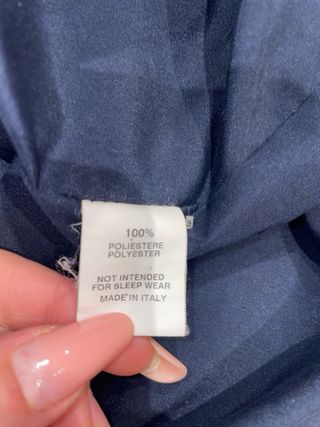 100%
POLIESTERE
POLYESTER
NOT INTENDED
FOR SLEEP WEAR
MADE IN ITALY